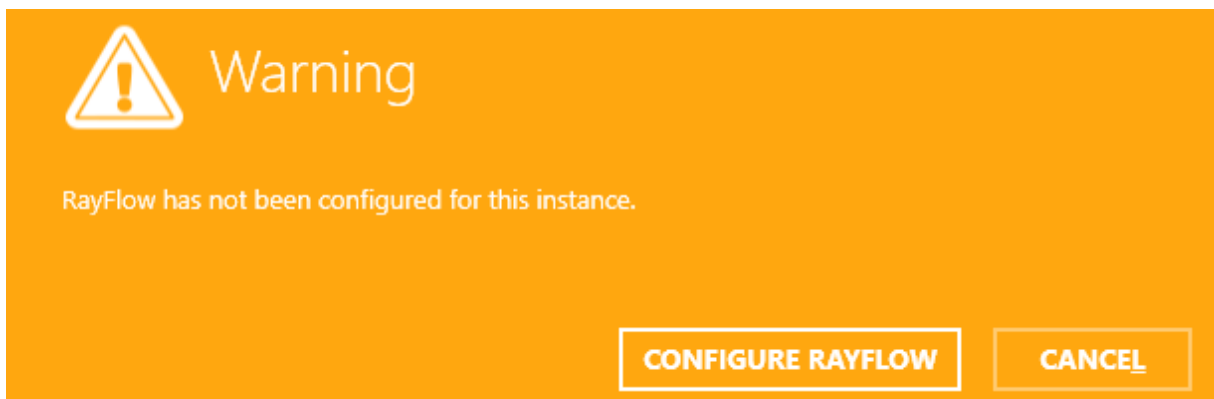 Warning
RayFlow has not been configured for this instance.
CONFIGURE RAYFLOW CANCEL